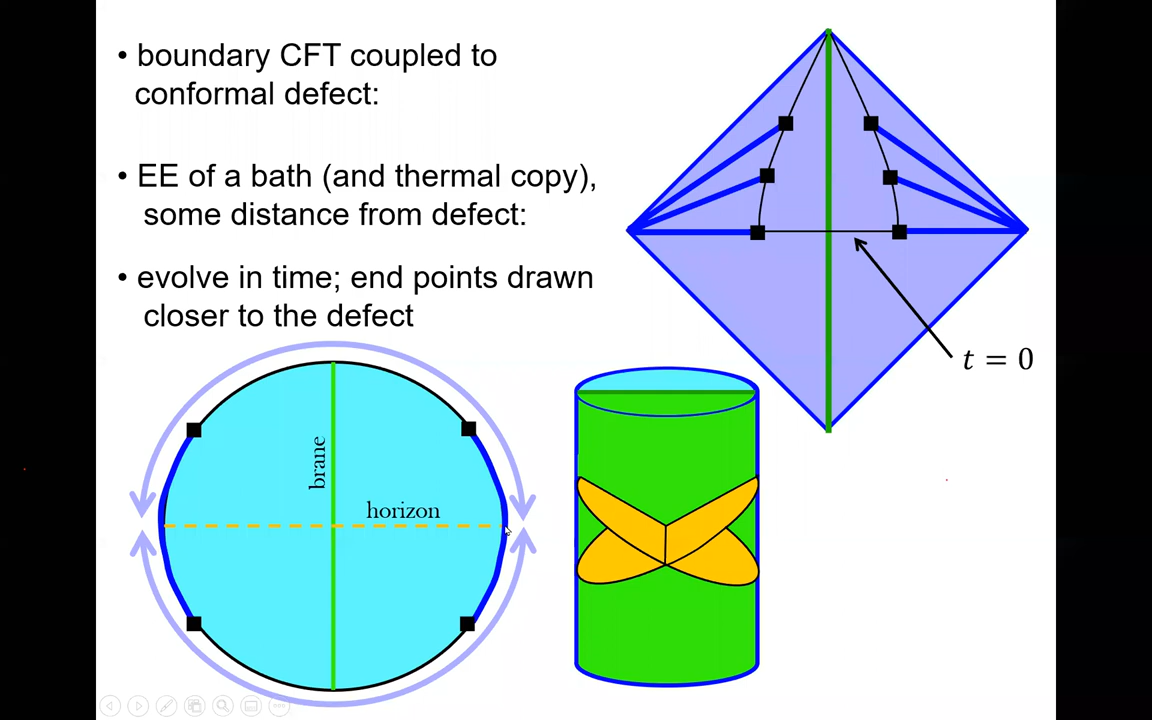 • boundary CFT coupled to
conformal defect:
• EE of a bath (and thermal copy),
some distance from defect:
• evolve in time; end points drawn
closer to the defect
t = 0
brane
horizon